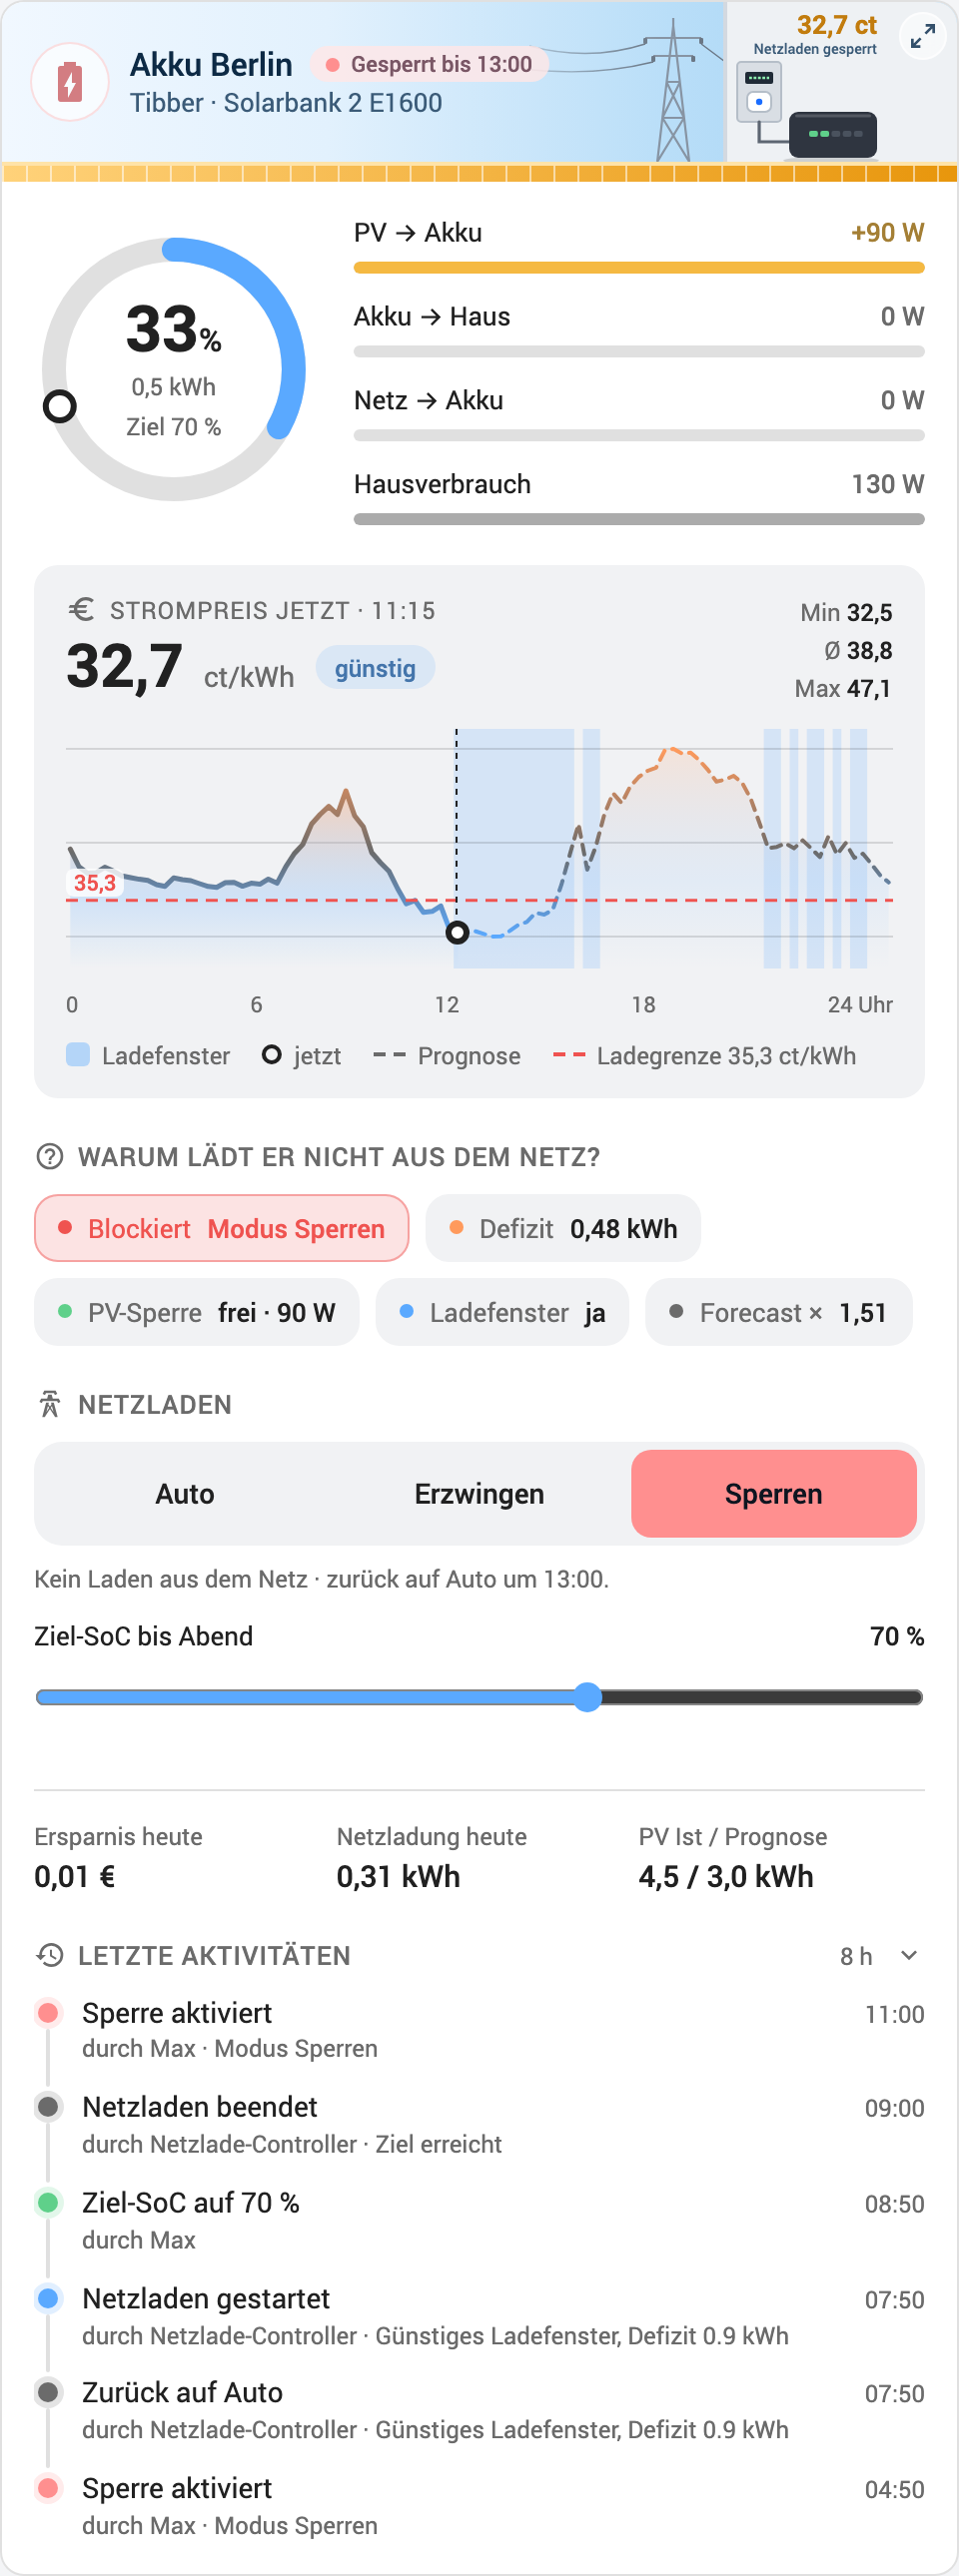 32,7 ct
Netzladen gesperrt
Akku Berlin
Gesperrt bis 13:00
Tibber · Solarbank 2 E1600
33%
0,5 kWh
Ziel 70 %
PV → Akku +90 W
Akku → Haus 0 W
Netz → Akku 0 W
Hausverbrauch 130 W
STROMPREIS JETZT · 11:15
32,7 ct/kWh günstig
Min 32,5
Ø 38,8
Max 47,1
35,3
0 6 12 18 24 Uhr
Ladefenster jetzt Prognose Ladegrenze 35,3 ct/kWh
WARUM LÄDT ER NICHT AUS DEM NETZ?
Blockiert Modus Sperren Defizit 0,48 kWh
PV-Sperre frei · 90 W Ladefenster ja Forecast × 1,51
NETZLADEN
Auto Erzwingen Sperren
Kein Laden aus dem Netz · zurück auf Auto um 13:00.
Ziel-SoC bis Abend 70 %
Ersparnis heute Netzladung heute PV Ist / Prognose
0,01 € 0,31 kWh 4,5 / 3,0 kWh
LETZTE AKTIVITÄTEN 8 h
Sperre aktiviert 11:00
durch Max · Modus Sperren
Netzladen beendet 09:00
durch Netzlade-Controller · Ziel erreicht
Ziel-SoC auf 70 % 08:50
durch Max
Netzladen gestartet 07:50
durch Netzlade-Controller · Günstiges Ladefenster, Defizit 0.9 kWh
Zurück auf Auto 07:50
durch Netzlade-Controller · Günstiges Ladefenster, Defizit 0.9 kWh
Sperre aktiviert 04:50
durch Max · Modus Sperren